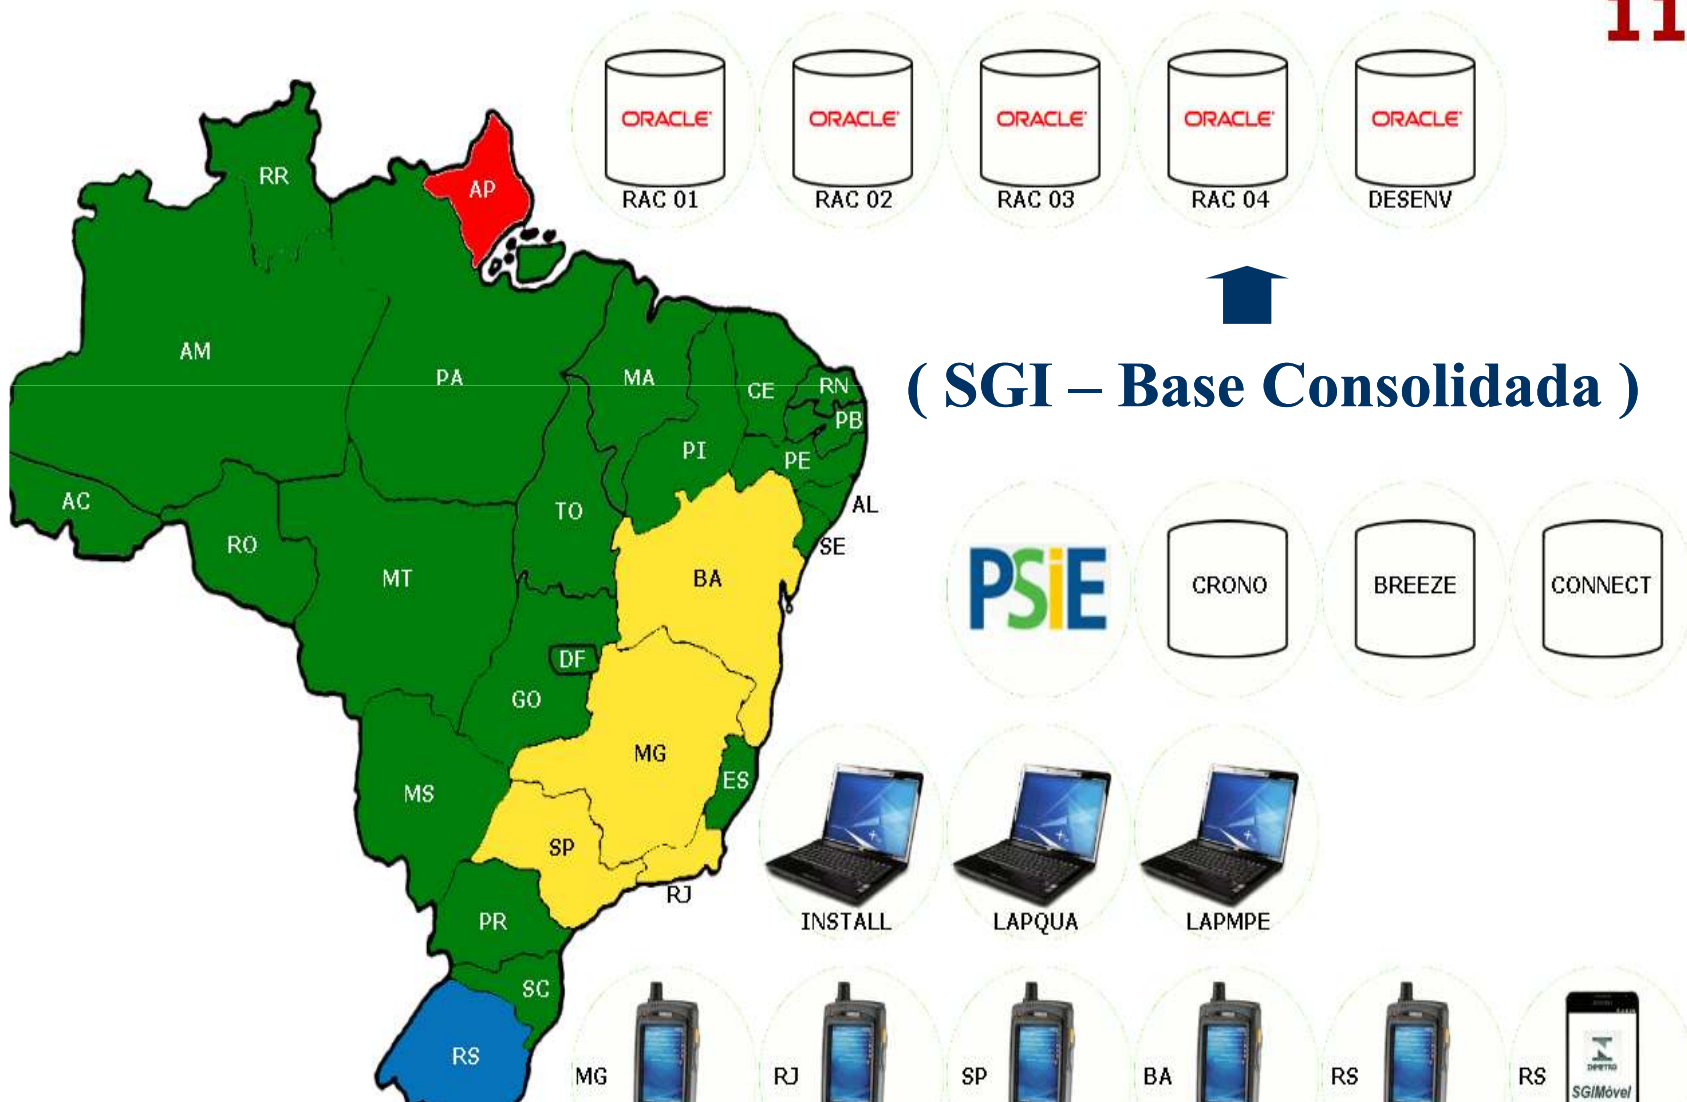 11
ORACLE ORACLE ORACLE ORACLE ORACLE
RAC 01 RAC 02 RAC 03 RAC 04 DESENV
RR
AP
( SGI – Base Consolidada )
AM
PA
MA
CE
RN
PB
PI
PE
AC
TO
AL
RO
SE
MT
BA
PSiE
CRONO
BREEZE
CONNECT
DF
GO
MG
ES
MS
SP
RJ
PR
INSTALL
LAPQUA
LAPMPE
SC
RS
MG
RJ
SP
BA
RS
RS
SGIMóvel